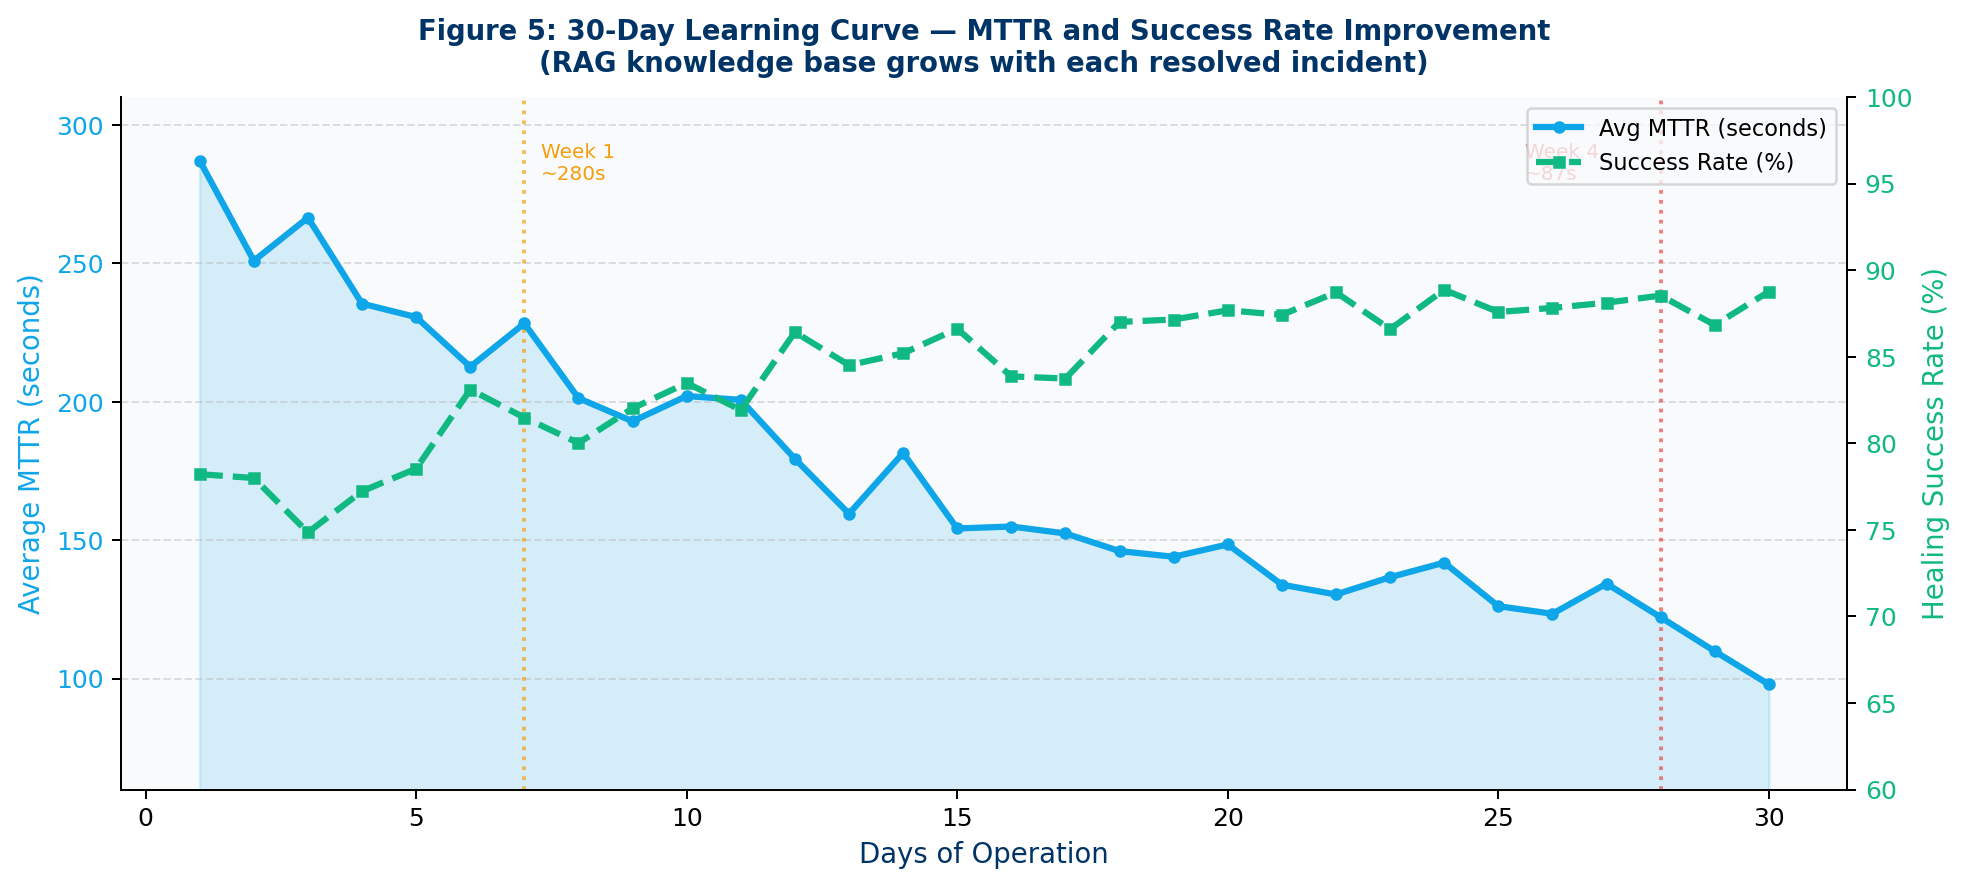 Figure 5: 30-Day Learning Curve — MTTR and Success Rate Improvement
(RAG knowledge base grows with each resolved incident)
Average MTTR (seconds)
300
250
200
150
100
Week 1
~280s
Week 4
~87s
Avg MTTR (seconds)
Success Rate (%)
100
95
90
85
80
75
70
65
60
Healing Success Rate (%)
0 5 10 15 20 25 30
Days of Operation